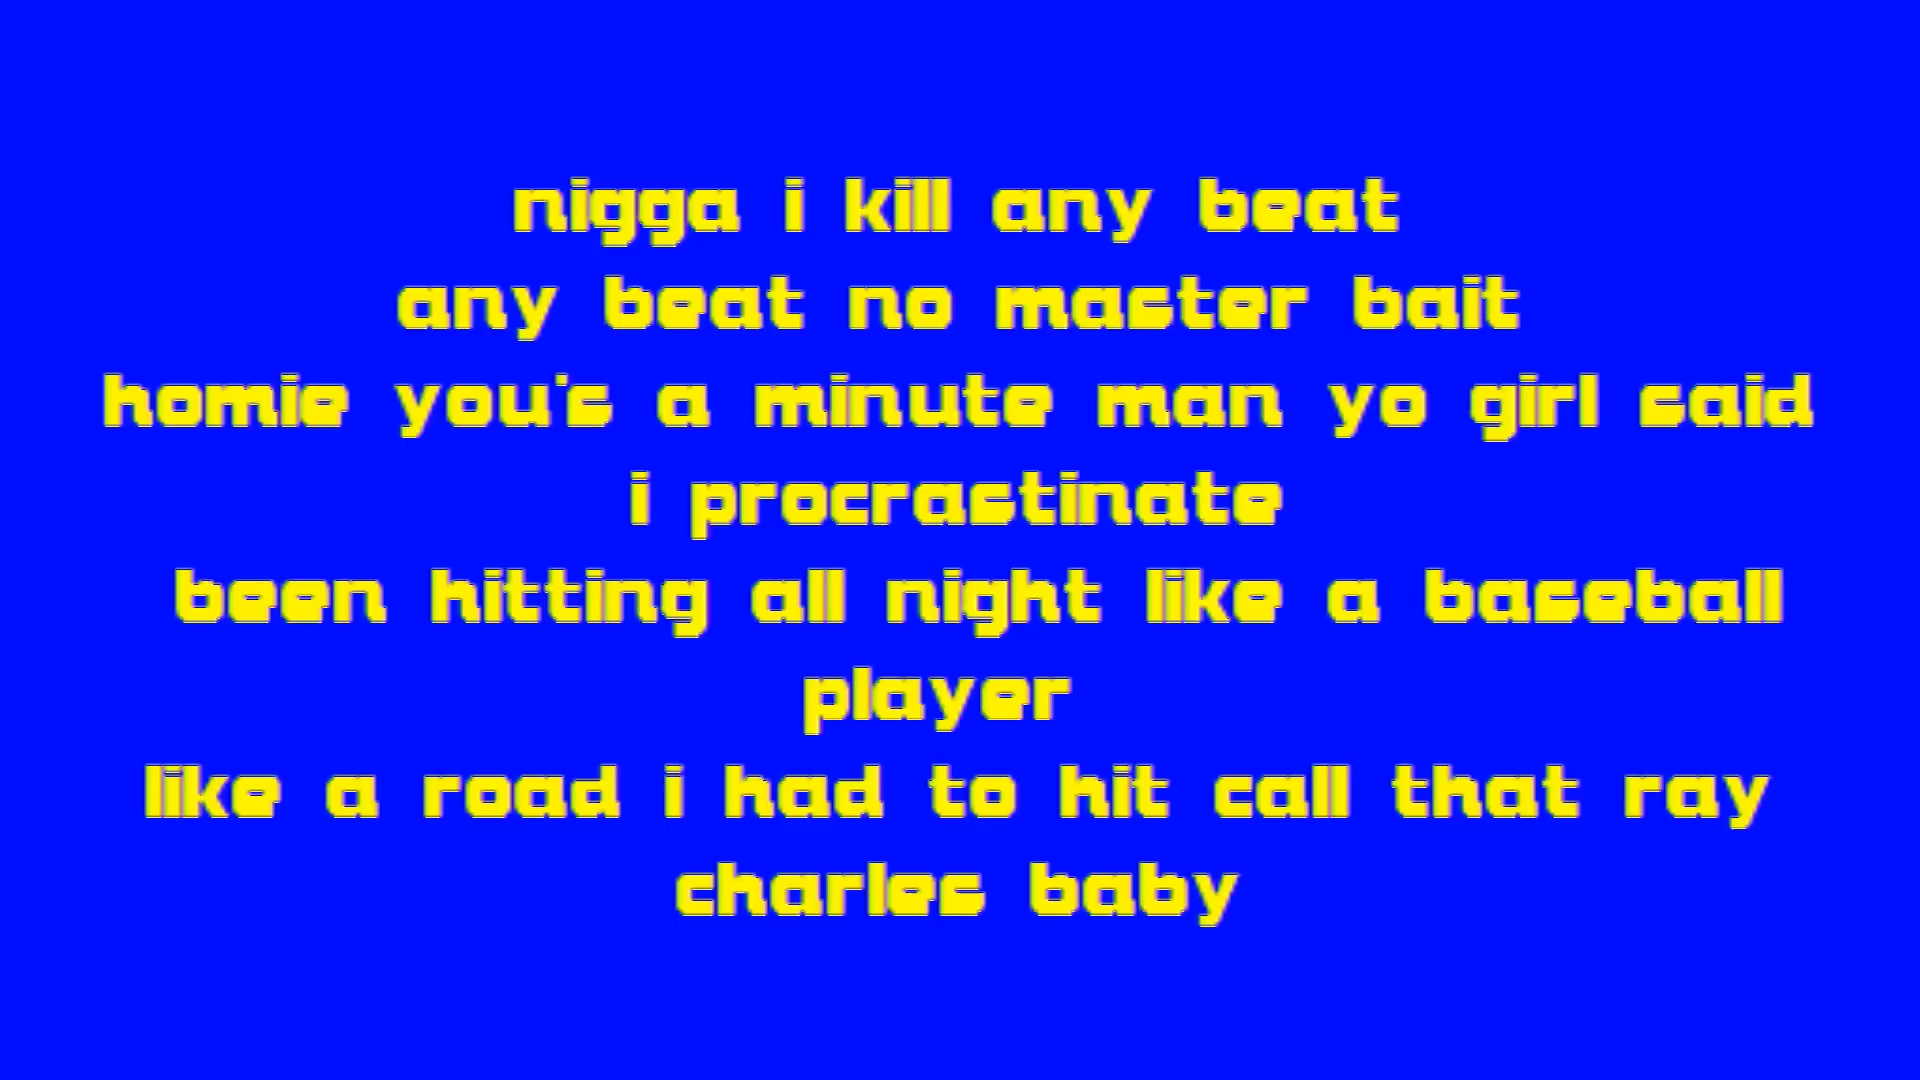 nigga i kill any beat
any beat no master bait
homie you's a minute man yo girl said
i procrastinate
been hitting all night like a baseball
player
like a road i had to hit call that ray
charles baby